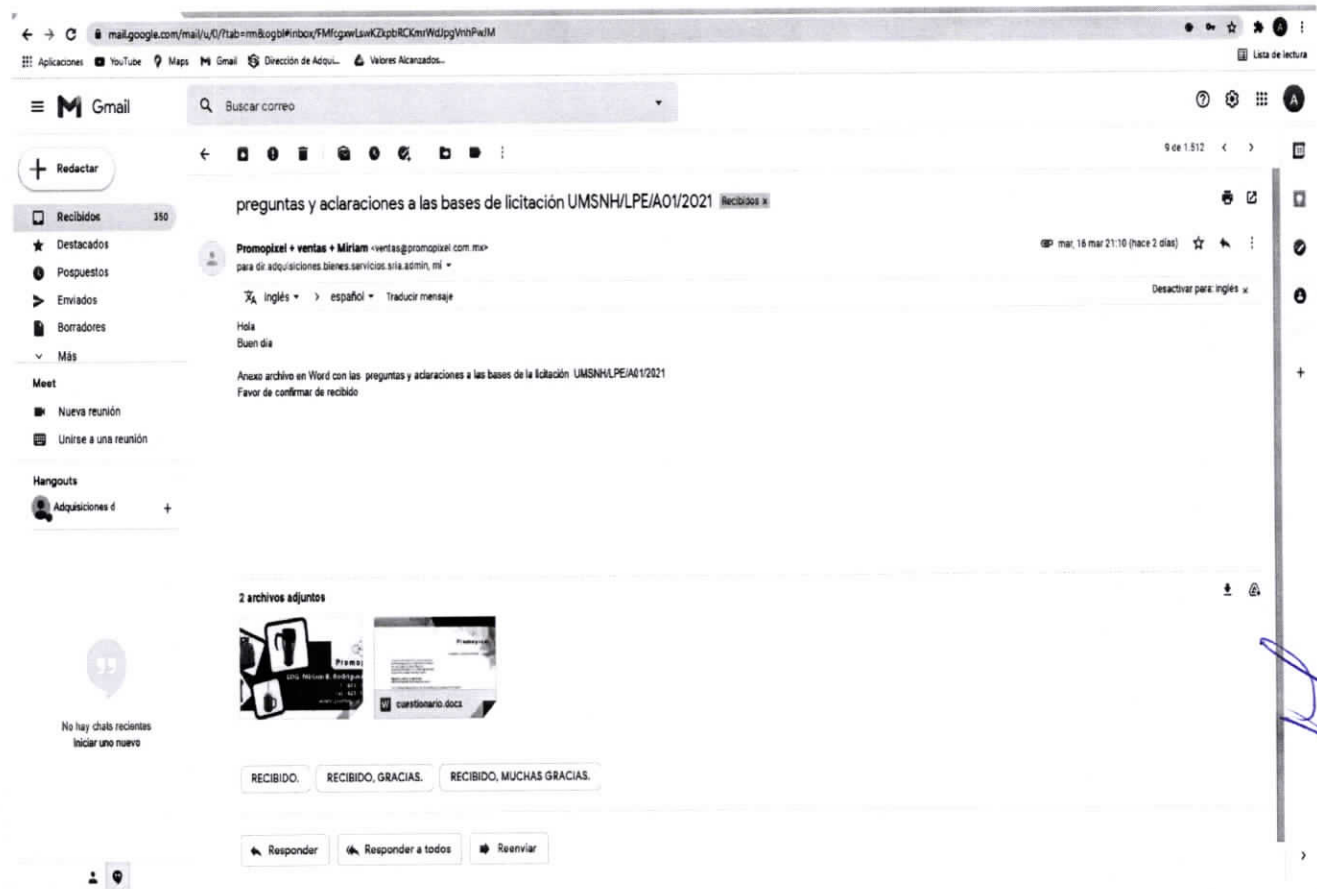 mail.google.com/mail/u/0/?tab=rm&ogbl#inbox/FMfcgxwLswKZkpbRCKmrWdJpgVnhPwJM
Aplicaciones YouTube Maps Gmail Dirección de Adqui... Valores Alcanzados... Lista de lectura
Gmail Buscar correo A
Redactar 9 de 1.512
preguntas y aclaraciones a las bases de licitación UMSNH/LPE/A01/2021 Recibidos x
Recibidos 350
Destacados
Pospuestos
Enviados
Borradores
Más
Promopixel + ventas + Miriam <ventas@promopixel.com.mx> mar, 16 mar 21:10 (hace 2 días)
para dir.adquisiciones.bienes.servicios.sria.admin, mí
inglés > español Traducir mensaje Desactivar para: inglés x
Hola
Buen día
Anexo archivo en Word con las preguntas y aclaraciones a las bases de la licitación UMSNH/LPE/A01/2021
Favor de confirmar de recibido
Meet
Nueva reunión
Unirse a una reunión
Hangouts
Adquisiciones d +
No hay chats recientes
Iniciar uno nuevo
2 archivos adjuntos
cuestionario.docx
RECIBIDO. RECIBIDO, GRACIAS. RECIBIDO, MUCHAS GRACIAS.
Responder Responder a todos Reenviar